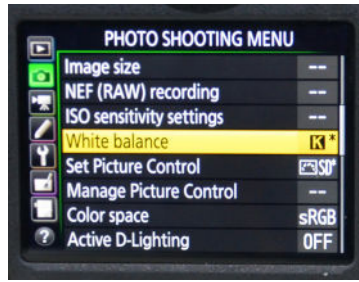 PHOTO SHOOTING MENU
Image size --
NEF (RAW) recording --
ISO sensitivity settings --
White balance K *
Set Picture Control SD*
Manage Picture Control --
Color space sRGB
Active D-Lighting OFF
?